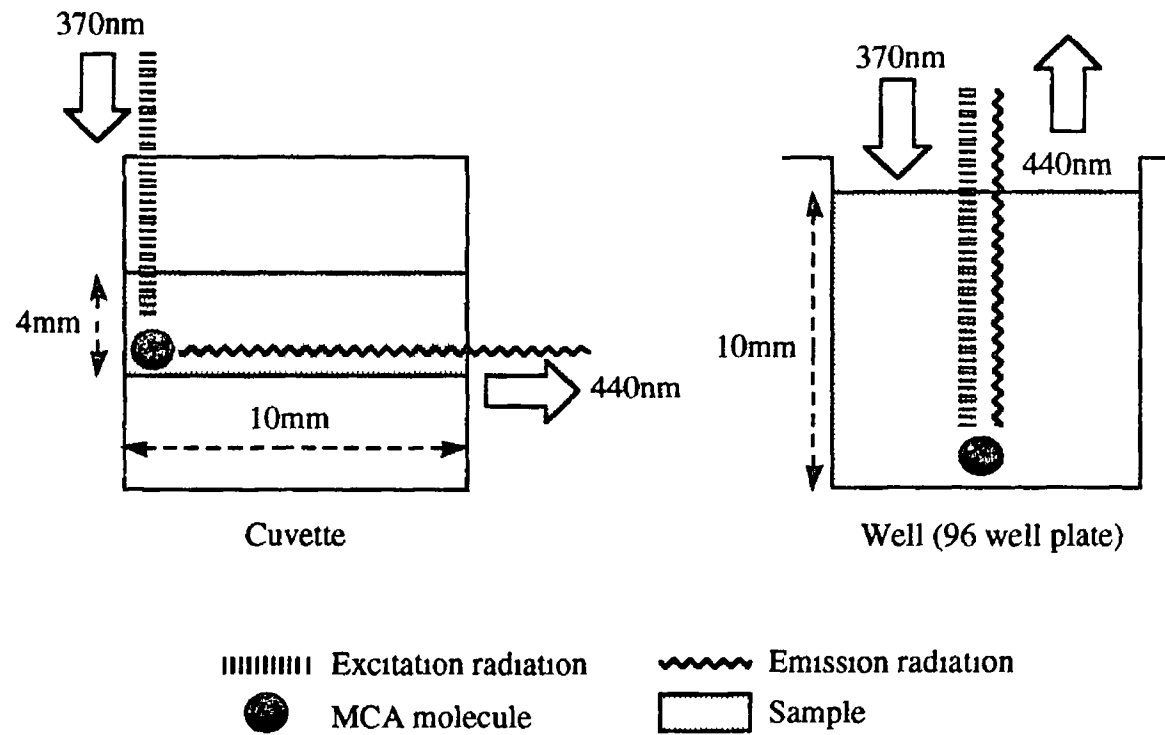 370nm
4mm
10mm
440nm
Cuvette
370nm
440nm
10mm
Well (96 well plate)
Excitation radiation
Emission radiation
MCA molecule
Sample